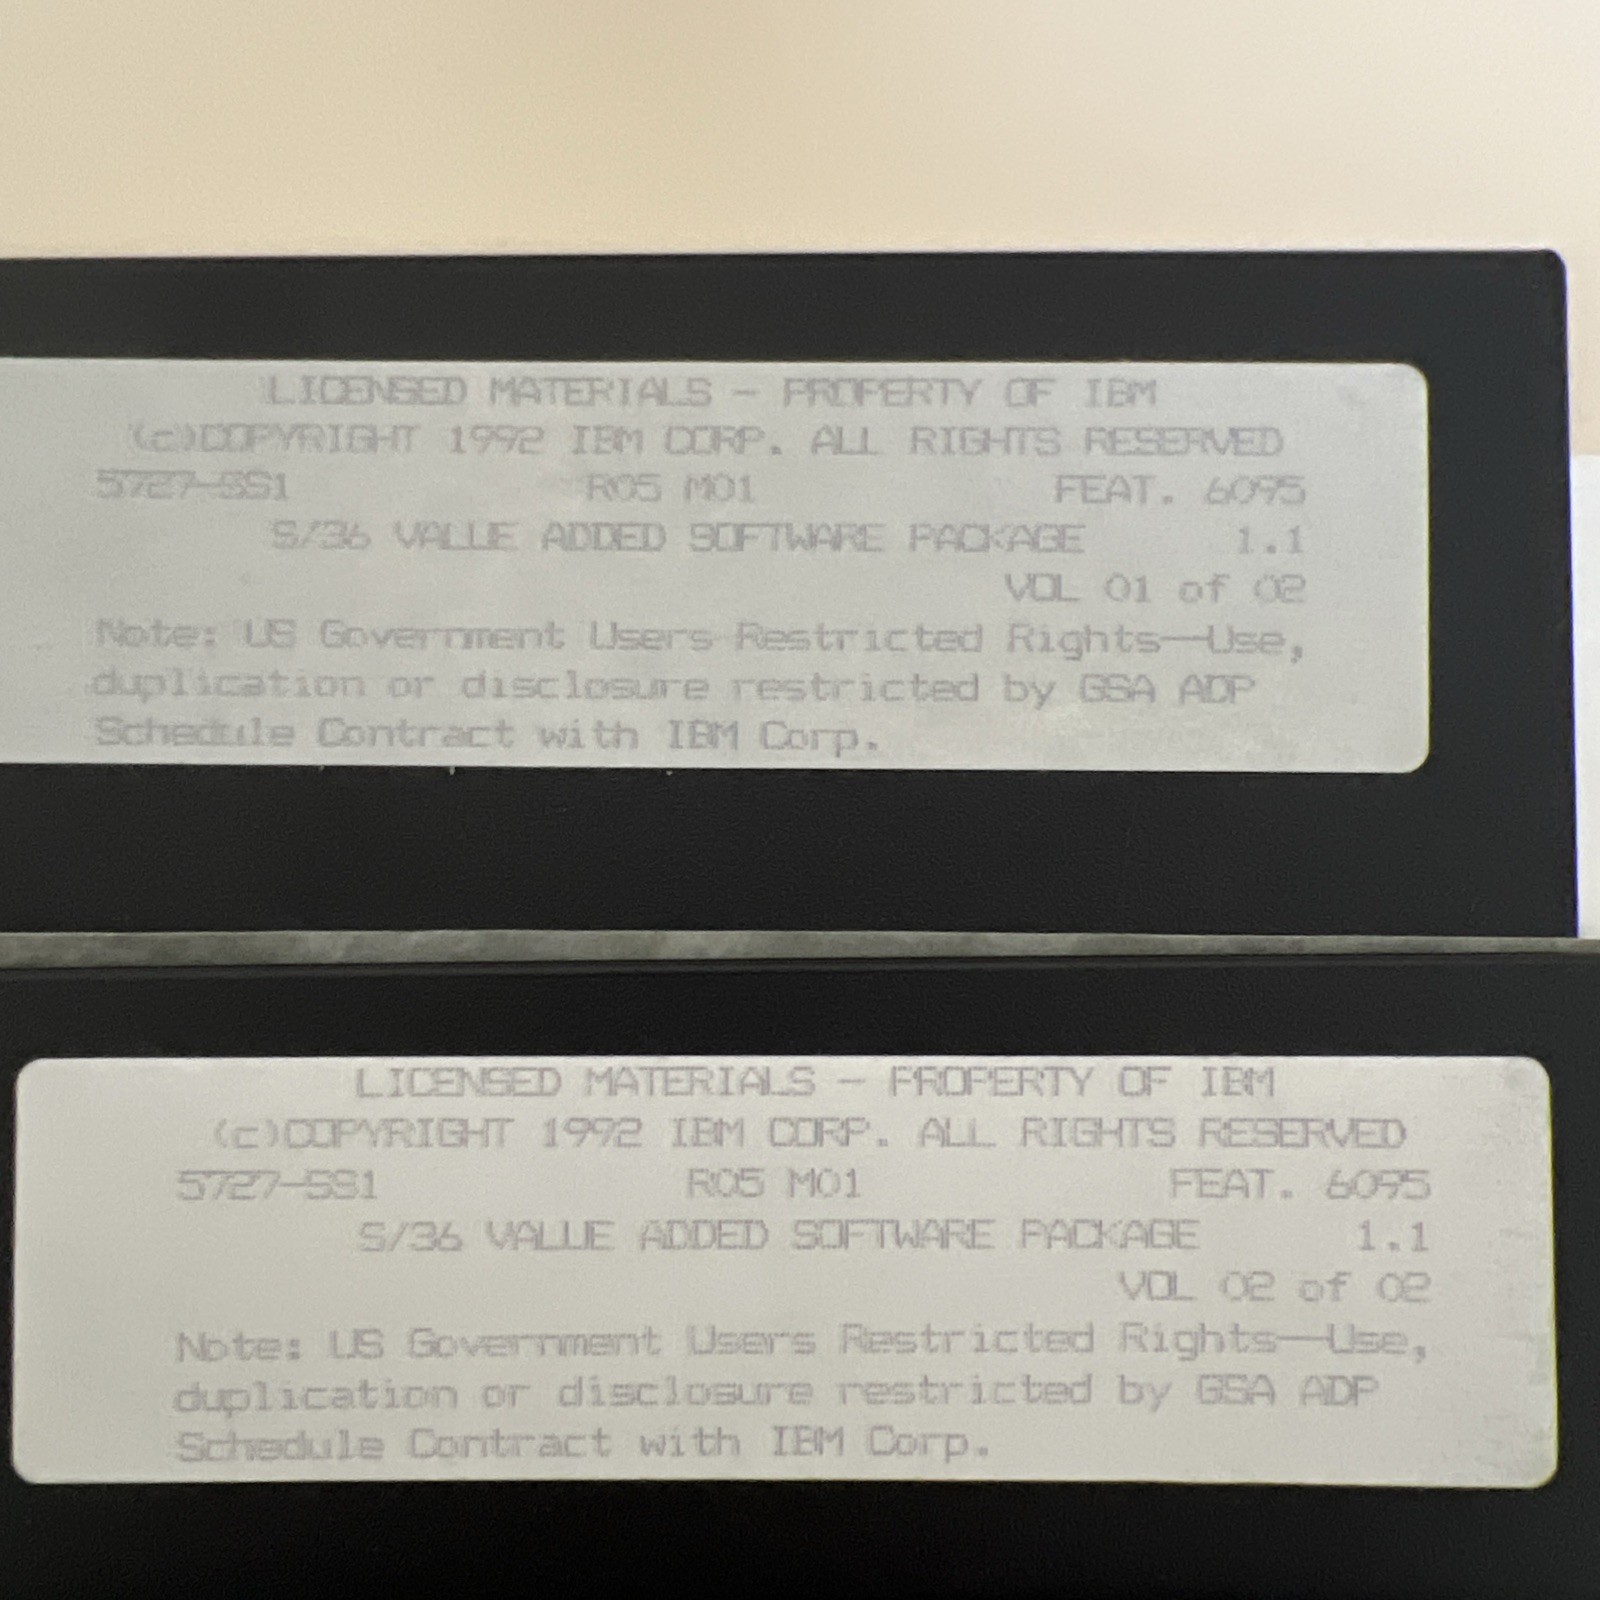 LICENSED MATERIALS - PROPERTY OF IBM
(c)COPYRIGHT 1992 IBM CORP. ALL RIGHTS RESERVED
5727-SS1 R05 M01 FEAT. 6095
S/36 VALUE ADDED SOFTWARE PACKAGE 1.1
VOL 01 of 02
Note: US Government Users Restricted Rights—Use,
duplication or disclosure restricted by GSA ADP
Schedule Contract with IBM Corp.
LICENSED MATERIALS - PROPERTY OF IBM
(c)COPYRIGHT 1992 IBM CORP. ALL RIGHTS RESERVED
5727-SS1 R05 M01 FEAT. 6095
S/36 VALUE ADDED SOFTWARE PACKAGE 1.1
VOL 02 of 02
Note: US Government Users Restricted Rights—Use,
duplication or disclosure restricted by GSA ADP
Schedule Contract with IBM Corp.